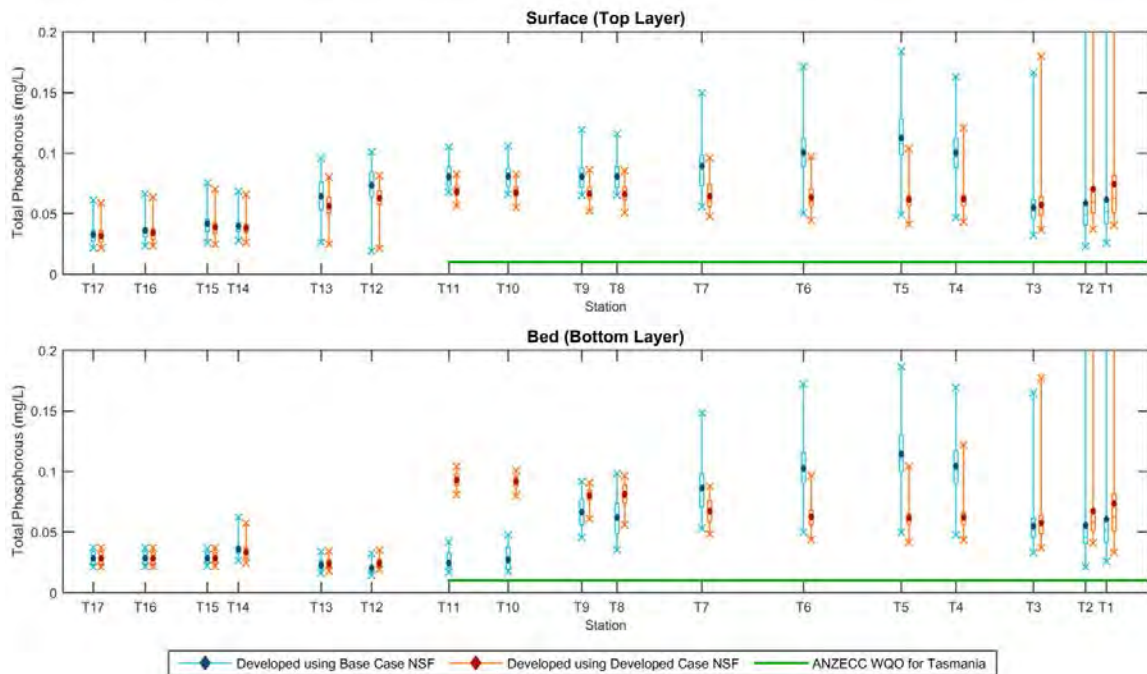 Surface (Top Layer)
Total Phosphorous (mg/L)
0.2
0.15
0.1
0.05
0
T17 T16 T15 T14 T13 T12 T11 T10 T9 T8 T7 T6 T5 T4 T3 T2 T1
Station
Bed (Bottom Layer)
Total Phosphorous (mg/L)
0.2
0.15
0.1
0.05
0
T17 T16 T15 T14 T13 T12 T11 T10 T9 T8 T7 T6 T5 T4 T3 T2 T1
Station
Developed using Base Case NSF Developed using Developed Case NSF ANZECC WQO for Tasmania